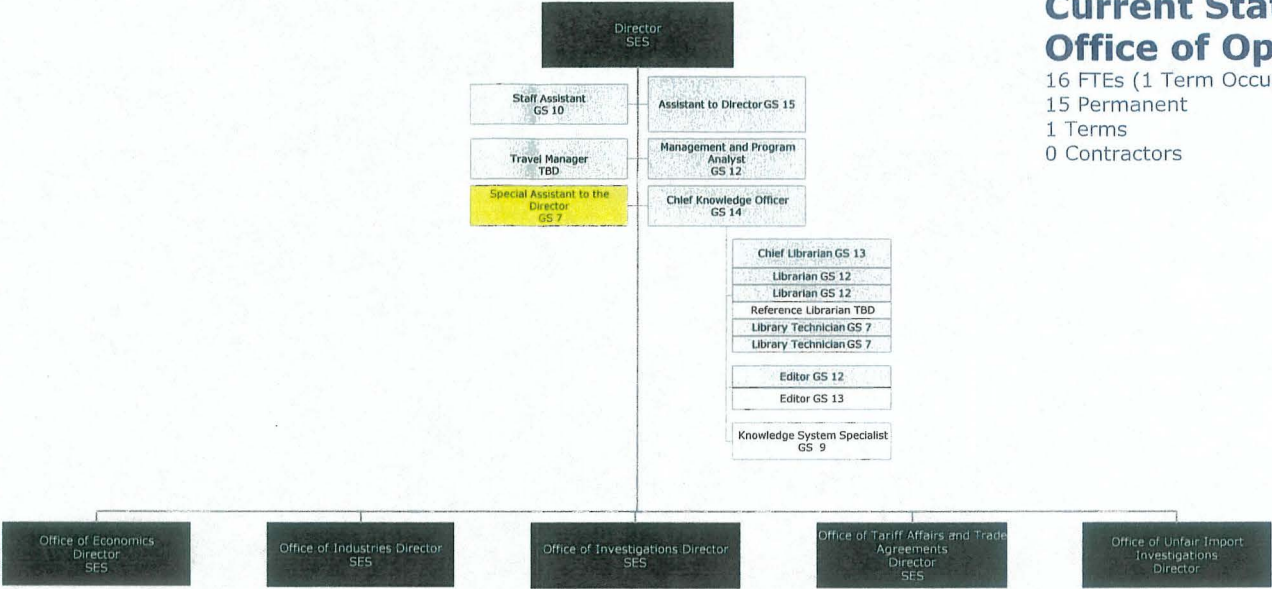 Current
Office of
16 FTEs (1 Term
15 Permanent
1 Terms
0 Contractors
Director
SES
Staff Assistant
GS 10
Assistant to Director GS 15
Travel Manager
TBD
Management and Program
Analyst
GS 12
Special Assistant to the
Director
GS 7
Chief Knowledge Officer
GS 14
Chief Librarian GS 13
Librarian GS 12
Librarian GS 12
Reference Librarian TBD
Library Technician GS 7
Library Technician GS 7
Editor GS 12
Editor GS 13
Knowledge System Specialist
GS 9
Office of Economics
Director
SES
Office of Industries Director
SES
Office of Investigations Director
SES
Office of Tariff Affairs and Trade
Agreements
Director
SES
Office of Unfair Import
Investigations
Director